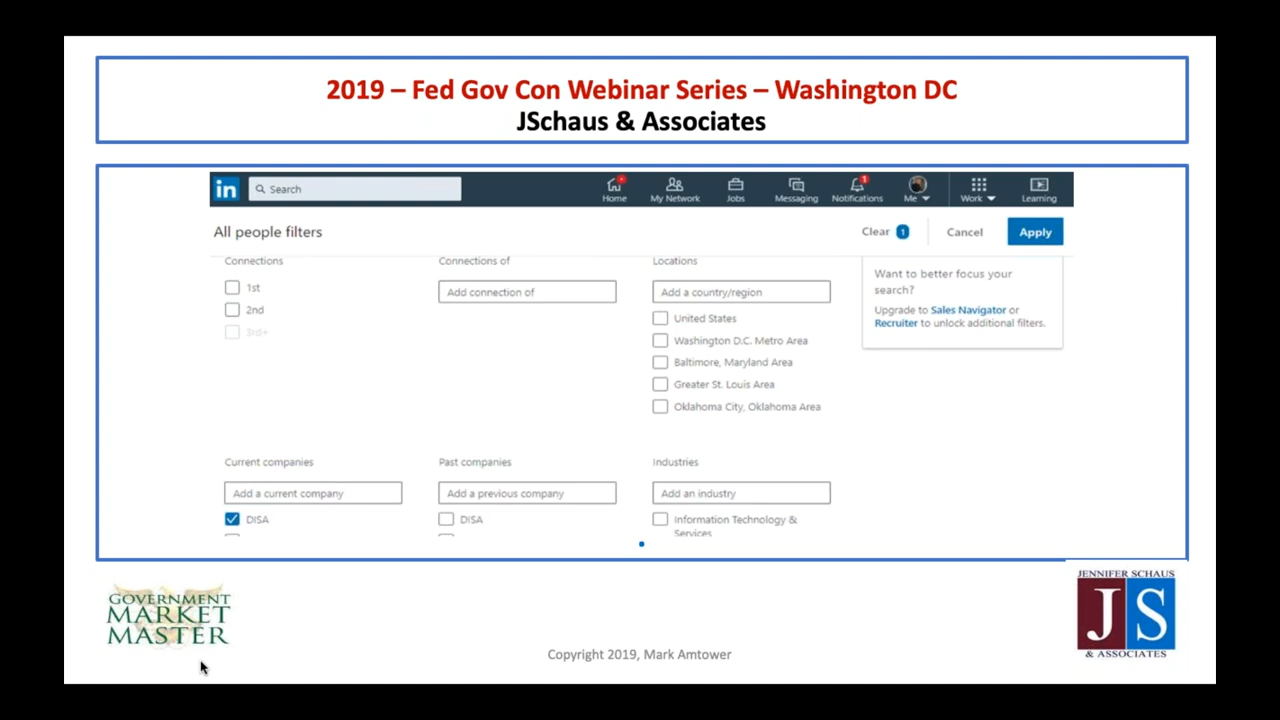 2019 – Fed Gov Con Webinar Series – Washington DC
JSchaus & Associates
in
Search
Home
My Network
Jobs
Messaging
1
Notifications
Me
Work
Learning
All people filters
Clear 1
Cancel
Apply
Connections
1st
2nd
3rd+
Connections of
Add connection of
Locations
Add a country/region
United States
Washington D.C. Metro Area
Baltimore, Maryland Area
Greater St. Louis Area
Oklahoma City, Oklahoma Area
Want to better focus your
search?
Upgrade to Sales Navigator or
Recruiter to unlock additional filters.
Current companies
Add a current company
DISA
Past companies
Add a previous company
DISA
Industries
Add an industry
Information Technology &
Services
GOVERNMENT
MARKET
MASTER
Copyright 2019, Mark Amtower
JENNIFER SCHAUS
JS
& ASSOCIATES